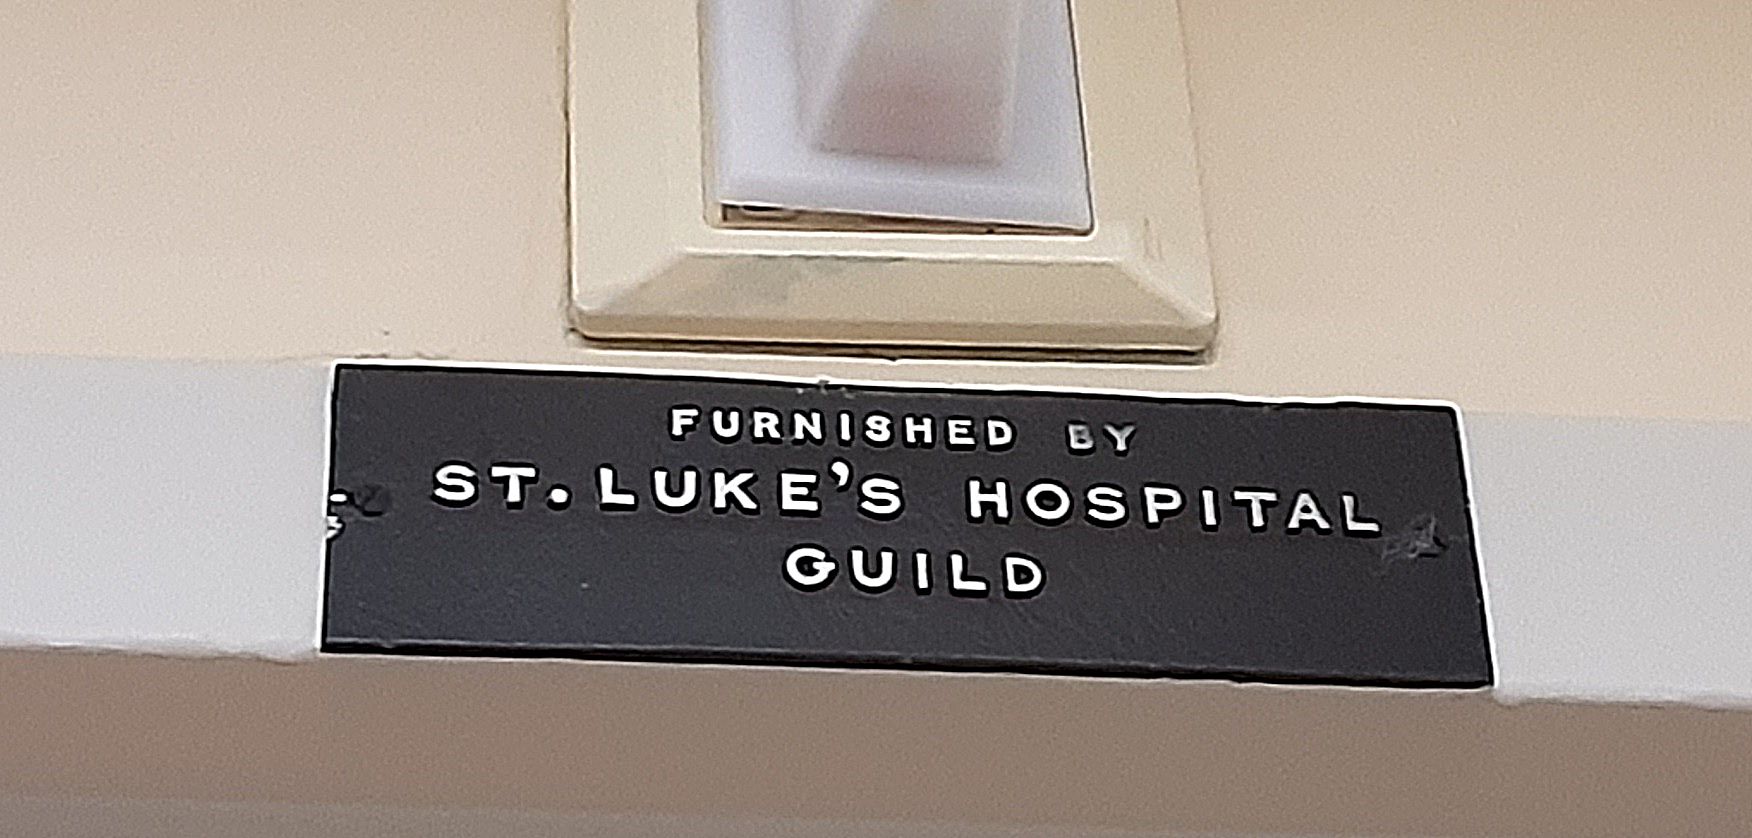 FURNISHED BY
ST. LUKE'S HOSPITAL
GUILD